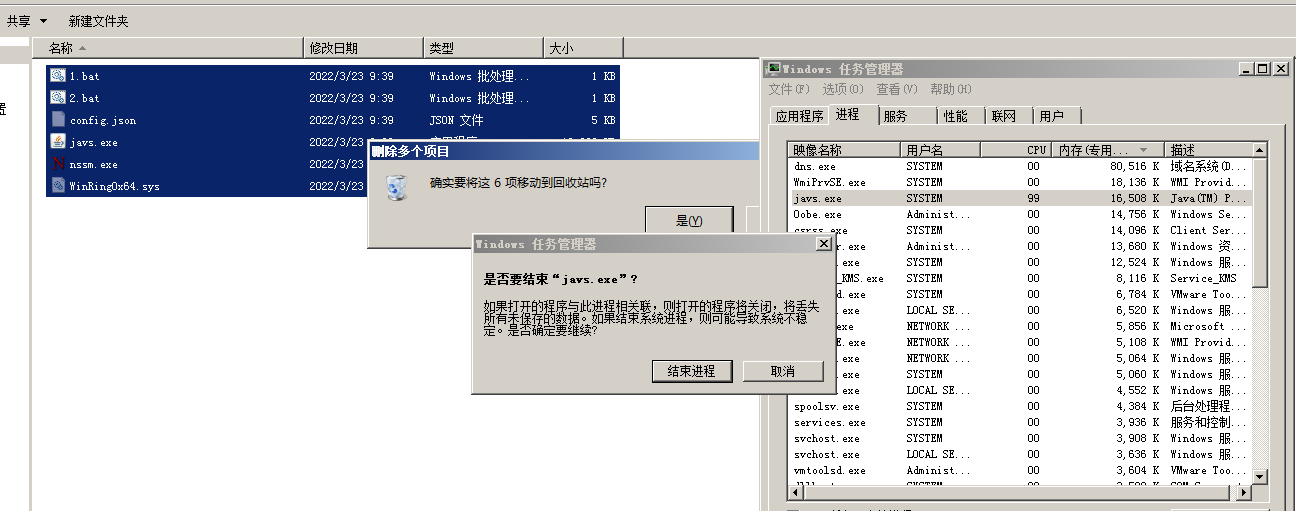 共享 新建文件夹
名称 修改日期 类型 大小
1.bat 2022/3/23 9:39 Windows 批处理... 1 KB
2.bat 2022/3/23 9:39 Windows 批处理... 1 KB
config.json 2022/3/23 9:39 JSON 文件 5 KB
javs.exe 2022/3/23
nssm.exe 2022/3/23
WinRing0x64.sys 2022/3/23
删除多个项目
确实要将这 6 项移动到回收站吗?
是(Y)
Windows 任务管理器
是否要结束“javs.exe”?
如果打开的程序与此进程相关联,则打开的程序将关闭,将丢失
所有未保存的数据。如果结束系统进程,则可能导致系统不稳
定。是否确定要继续?
结束进程 取消
Windows 任务管理器
文件(F) 选项(O) 查看(V) 帮助(H)
应用程序 进程 服务 性能 联网 用户
映像名称 用户名 CPU 内存(专用... 描述
dns.exe SYSTEM 00 80,516 K 域名系统(D...
WmiPrvSE.exe SYSTEM 00 18,136 K WMI Provid...
javs.exe SYSTEM 99 16,508 K Java(TM) P...
Oobe.exe Administ... 00 14,756 K Windows Se...
csrss.exe SYSTEM 00 14,096 K Client Ser...
r.exe Administ... 00 13,680 K Windows 资...
SYSTEM 00 12,524 K Windows 服...
_KMS.exe SYSTEM 00 8,116 K Service_KMS
d.exe SYSTEM 00 6,784 K VMware Too...
.exe LOCAL SE... 00 6,520 K Windows 服...
.exe NETWORK ... 00 5,856 K Microsoft ...
E.exe NETWORK ... 00 5,108 K WMI Provid...
.exe NETWORK ... 00 5,064 K Windows 服...
.exe SYSTEM 00 5,060 K Windows 服...
.exe LOCAL SE... 00 4,552 K Windows 服...
spoolsv.exe SYSTEM 00 4,384 K 后台处理程...
services.exe SYSTEM 00 3,936 K 服务和控制...
svchost.exe SYSTEM 00 3,908 K Windows 服...
svchost.exe LOCAL SE... 00 3,636 K Windows 服...
vmtoolsd.exe Administ... 00 3,604 K VMware Too...